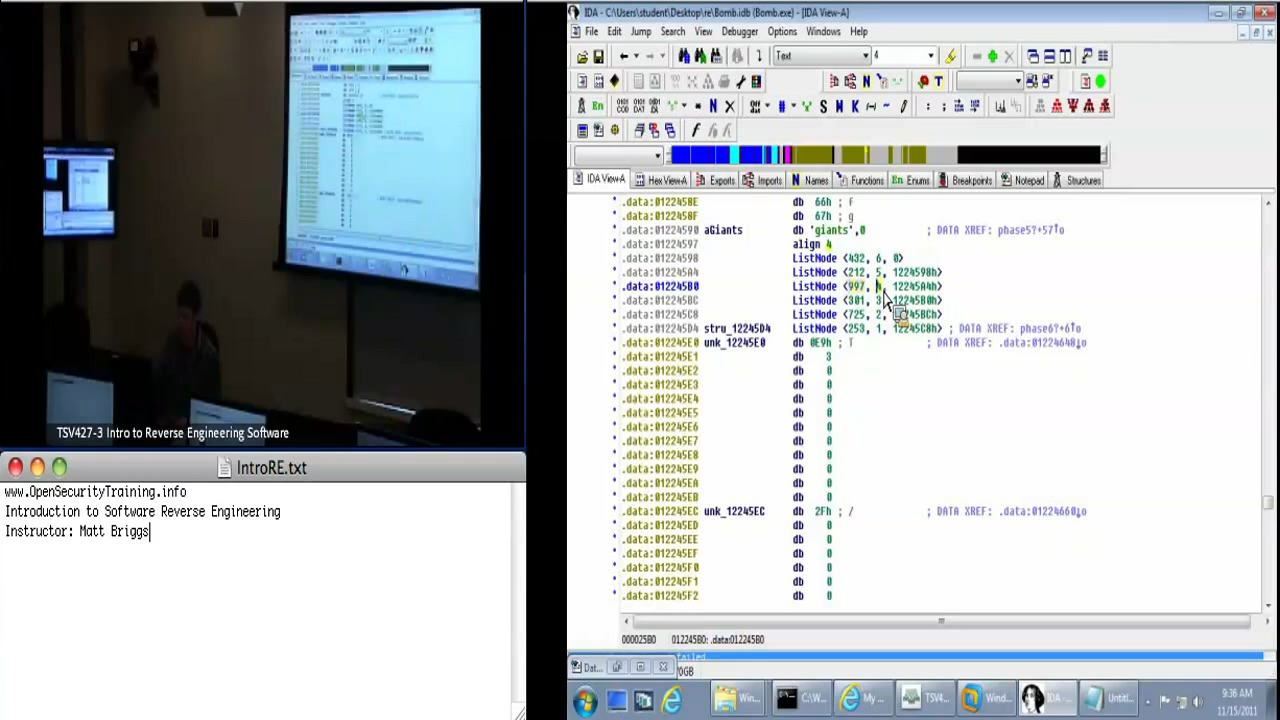 TSV427-3 Intro to Reverse Engineering Software
IntroRE.txt
www.OpenSecurityTraining.info
Introduction to Software Reverse Engineering
Instructor: Matt Briggs
IDA - C:\Users\student\Desktop\re\Bomb.idb (Bomb.exe) - [IDA View-A]
File Edit Jump Search View Debugger Options Windows Help
Text 4
IDA View-A Hex View-A Exports Imports Names Functions Enums Breakpoints Notepad Structures
.data:012245BE db 66h ; f
.data:0122458F db 67h ; g
.data:01224590 aGiants db 'giants',0 ; DATA XREF: phase5?+57↑o
.data:01224597 align 4
.data:01224598 ListNode <432, 6, 0>
.data:012245A4 ListNode <212, 5, 1224598h>
.data:012245B0 ListNode <997, 12245A4h>
.data:012245BC ListNode <301, 3, 12245B0h>
.data:012245C8 ListNode <725, 2,
.data:012245D4 stru_12245D4 ListNode <253, 1, 12245C8h> ; DATA XREF: phase6?+6↑o
.data:012245E0 unk_12245E0 db 0E9h ; T ; DATA XREF: .data:01224648↓o
.data:012245E1 db 3
.data:012245E2 db 0
.data:012245E3 db 0
.data:012245E4 db 0
.data:012245E5 db 0
.data:012245E6 db 0
.data:012245E7 db 0
.data:012245E8 db 0
.data:012245E9 db 0
.data:012245EA db 0
.data:012245EB db 0
.data:012245EC unk_12245EC db 2Fh ; / ; DATA XREF: .data:01224660↓o
.data:012245ED db 0
.data:012245EE db 0
.data:012245EF db 0
.data:012245F0 db 0
.data:012245F1 db 0
.data:012245F2 db 0
000025B0 012245B0: .data:012245B0
failed.
Dat...
Win... C:\W... My ... TSV4... Wind... IDA -... Untitl...
9:36 AM
11/15/2011